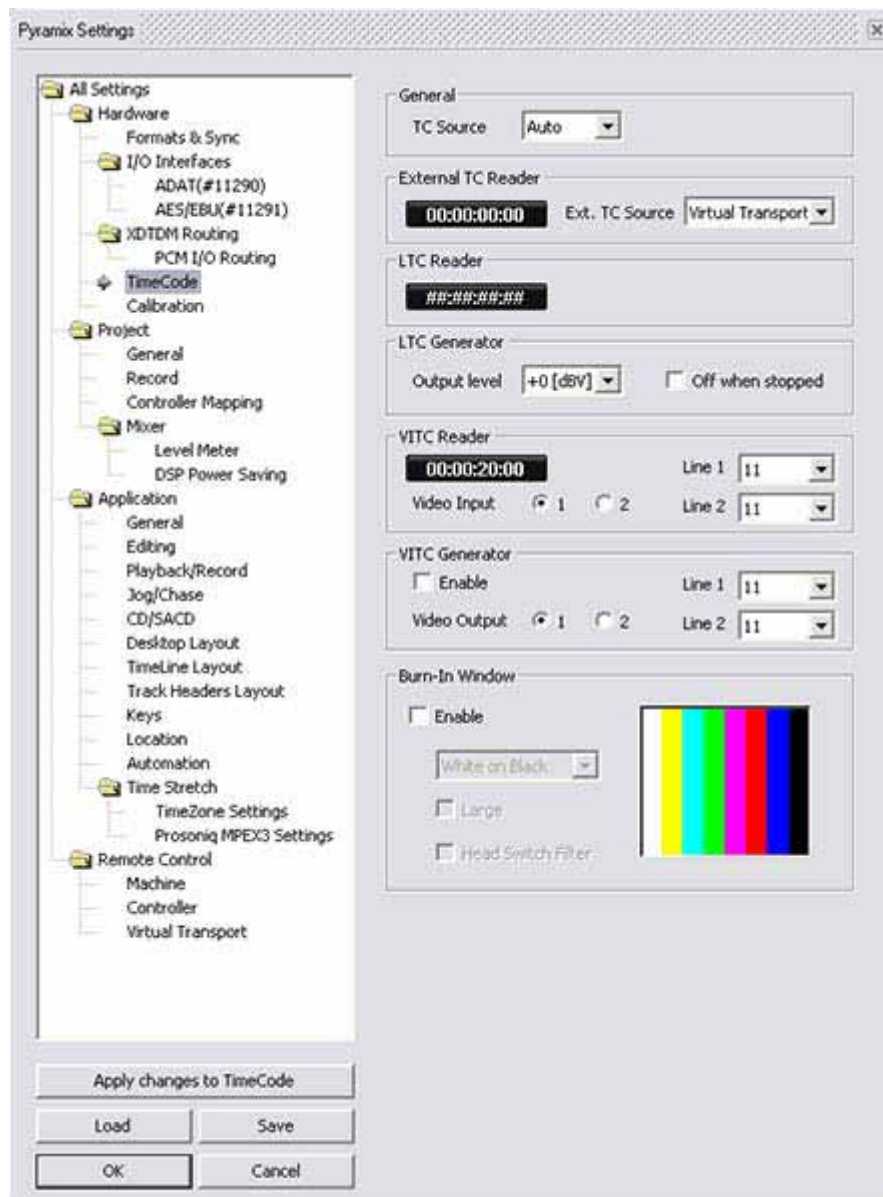 Pyramix Settings
All Settings
Hardware
Formats & Sync
I/O Interfaces
ADAT(#11290)
AES/EBU(#11291)
XDTDM Routing
PCM I/O Routing
TimeCode
Calibration
Project
General
Record
Controller Mapping
Mixer
Level Meter
DSP Power Saving
Application
General
Editing
Playback/Record
Jog/Chase
CD/SACD
Desktop Layout
TimeLine Layout
Track Headers Layout
Keys
Location
Automation
Time Stretch
TimeZone Settings
Prosoniq MPEX3 Settings
Remote Control
Machine
Controller
Virtual Transport
Apply changes to TimeCode
Load Save
OK Cancel
General
TC Source Auto
External TC Reader
00:00:00:00 Ext. TC Source Virtual Transport
LTC Reader
##:##:##:##
LTC Generator
Output level +0 [dBV] Off when stopped
VITC Reader
00:00:20:00 Line 1 11
Video Input 1 2 Line 2 11
VITC Generator
Enable Line 1 11
Video Output 1 2 Line 2 11
Burn-In Window
Enable
White on Black
Large
Head Switch Filter